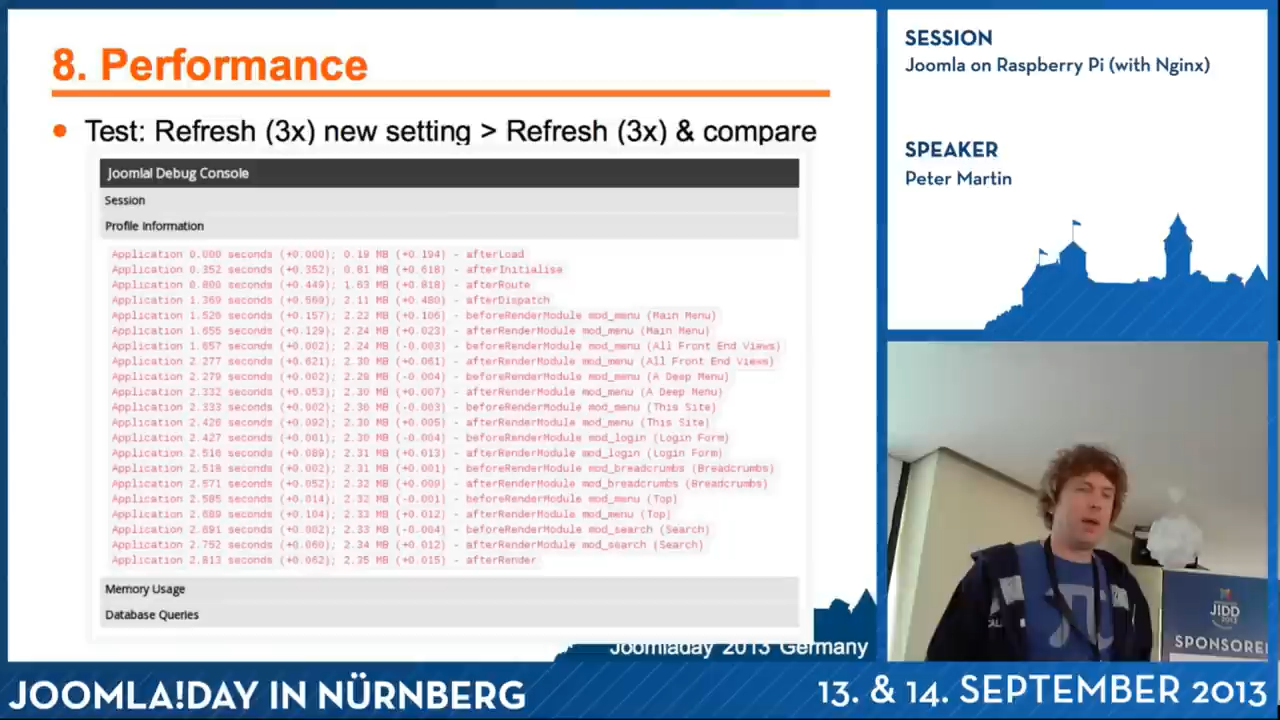 8. Performance
Test: Refresh (3x) new setting > Refresh (3x) & compare
Joomla! Debug Console
Session
Profile Information
Application 0.000 seconds (+0.000); 0.19 MB (+0.194) - afterLoad
Application 0.352 seconds (+0.352); 0.81 MB (+0.618) - afterInitialise
Application 0.800 seconds (+0.449); 1.63 MB (+0.818) - afterRoute
Application 1.369 seconds (+0.569); 2.11 MB (+0.480) - afterDispatch
Application 1.526 seconds (+0.157); 2.22 MB (+0.106) - beforeRenderModule mod_menu (Main Menu)
Application 1.655 seconds (+0.129); 2.24 MB (+0.023) - afterRenderModule mod_menu (Main Menu)
Application 1.657 seconds (+0.002); 2.24 MB (-0.003) - beforeRenderModule mod_menu (All Front End Views)
Application 2.277 seconds (+0.621); 2.30 MB (+0.061) - afterRenderModule mod_menu (All Front End Views)
Application 2.279 seconds (+0.002); 2.29 MB (-0.004) - beforeRenderModule mod_menu (A Deep Menu)
Application 2.332 seconds (+0.053); 2.30 MB (+0.007) - afterRenderModule mod_menu (A Deep Menu)
Application 2.333 seconds (+0.002); 2.30 MB (-0.003) - beforeRenderModule mod_menu (This Site)
Application 2.426 seconds (+0.092); 2.30 MB (+0.005) - afterRenderModule mod_menu (This Site)
Application 2.427 seconds (+0.001); 2.30 MB (-0.004) - beforeRenderModule mod_login (Login Form)
Application 2.516 seconds (+0.089); 2.31 MB (+0.013) - afterRenderModule mod_login (Login Form)
Application 2.518 seconds (+0.002); 2.31 MB (+0.001) - beforeRenderModule mod_breadcrumbs (Breadcrumbs)
Application 2.571 seconds (+0.052); 2.32 MB (+0.009) - afterRenderModule mod_breadcrumbs (Breadcrumbs)
Application 2.585 seconds (+0.014); 2.32 MB (-0.001) - beforeRenderModule mod_menu (Top)
Application 2.689 seconds (+0.104); 2.33 MB (+0.012) - afterRenderModule mod_menu (Top)
Application 2.691 seconds (+0.002); 2.33 MB (-0.004) - beforeRenderModule mod_search (Search)
Application 2.752 seconds (+0.060); 2.34 MB (+0.012) - afterRenderModule mod_search (Search)
Application 2.813 seconds (+0.062); 2.35 MB (+0.015) - afterRender
Memory Usage
Database Queries
Joomladay 2013 Germany
SESSION
Joomla on Raspberry Pi (with Nginx)
SPEAKER
Peter Martin
JIDD
2013
SPONSORE
JOOMLA!DAY IN NÜRNBERG
13. & 14. SEPTEMBER 2013